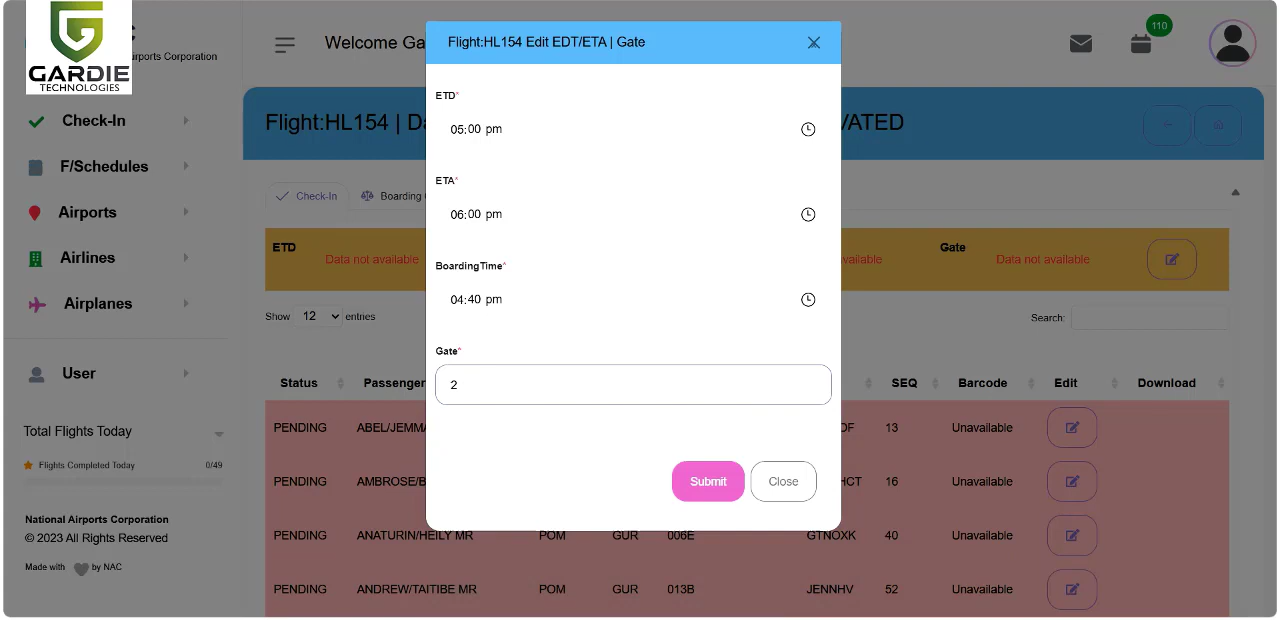 GARDIE
TECHNOLOGIES
C
irports Corporation
Welcome Ga
110
Flight:HL154 Edit EDT/ETA | Gate
Check-In
F/Schedules
Airports
Airlines
Airplanes
User
Total Flights Today
Flights Completed Today 0/49
National Airports Corporation
© 2023 All Rights Reserved
Made with by NAC
Flight:HL154 | Da
VATED
Check-In Boarding
ETD
Data not available
vailable
Gate
Data not available
Show 12 entries
Search:
ETD*
05:00 pm
ETA*
06:00 pm
Boarding Time*
04:40 pm
Gate*
2
Submit Close
Status Passenger SEQ Barcode Edit Download
PENDING ABEL/JEMMA DF 13 Unavailable
PENDING AMBROSE/B HCT 16 Unavailable
PENDING ANATURIN/HEILY MR POM GUR 006E GTNOXK 40 Unavailable
PENDING ANDREW/TAITIBE MR POM GUR 013B JENNHV 52 Unavailable